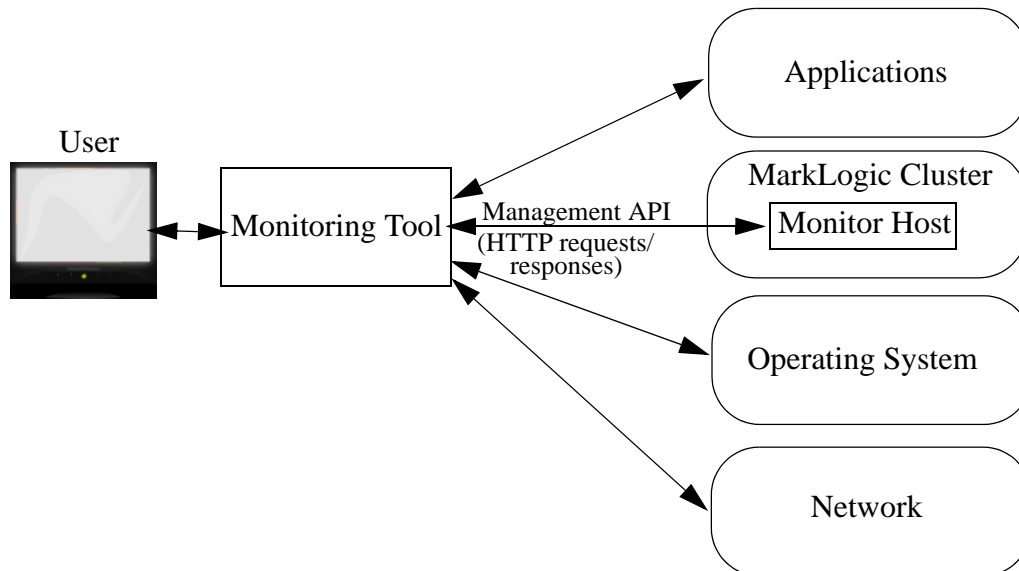 User
Monitoring Tool
Management API
(HTTP requests/
responses)
Applications
MarkLogic Cluster
Monitor Host
Operating System
Network